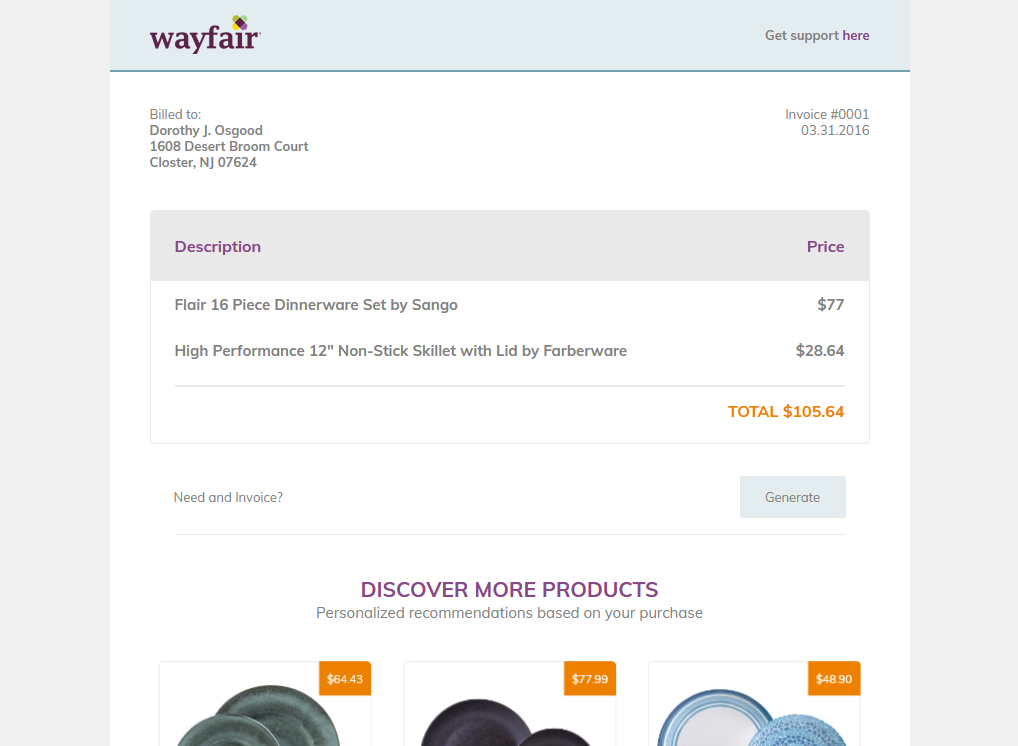 wayfair
Get support here
Billed to:
Dorothy J. Osgood
1608 Desert Broom Court
Closter, NJ 07624
Invoice #0001
03.31.2016
Description Price
Flair 16 Piece Dinnerware Set by Sango $77
High Performance 12" Non-Stick Skillet with Lid by Farberware $28.64
TOTAL $105.64
Need and Invoice? Generate
DISCOVER MORE PRODUCTS
Personalized recommendations based on your purchase
$64.43 $77.99 $48.90